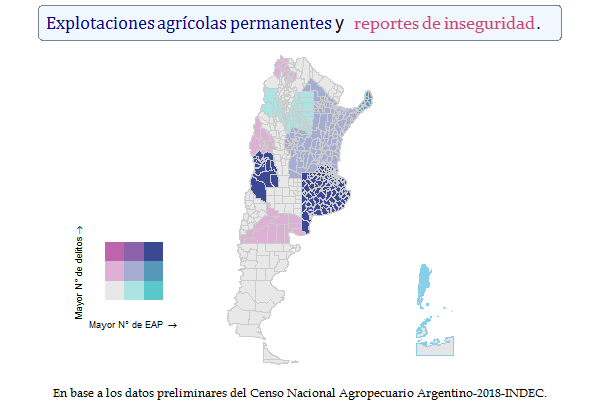 Explotaciones agrícolas permanentes y reportes de inseguridad.
Mayor N° de delitos →
Mayor N° de EAP →
En base a los datos preliminares del Censo Nacional Agropecuario Argentino-2018-INDEC.